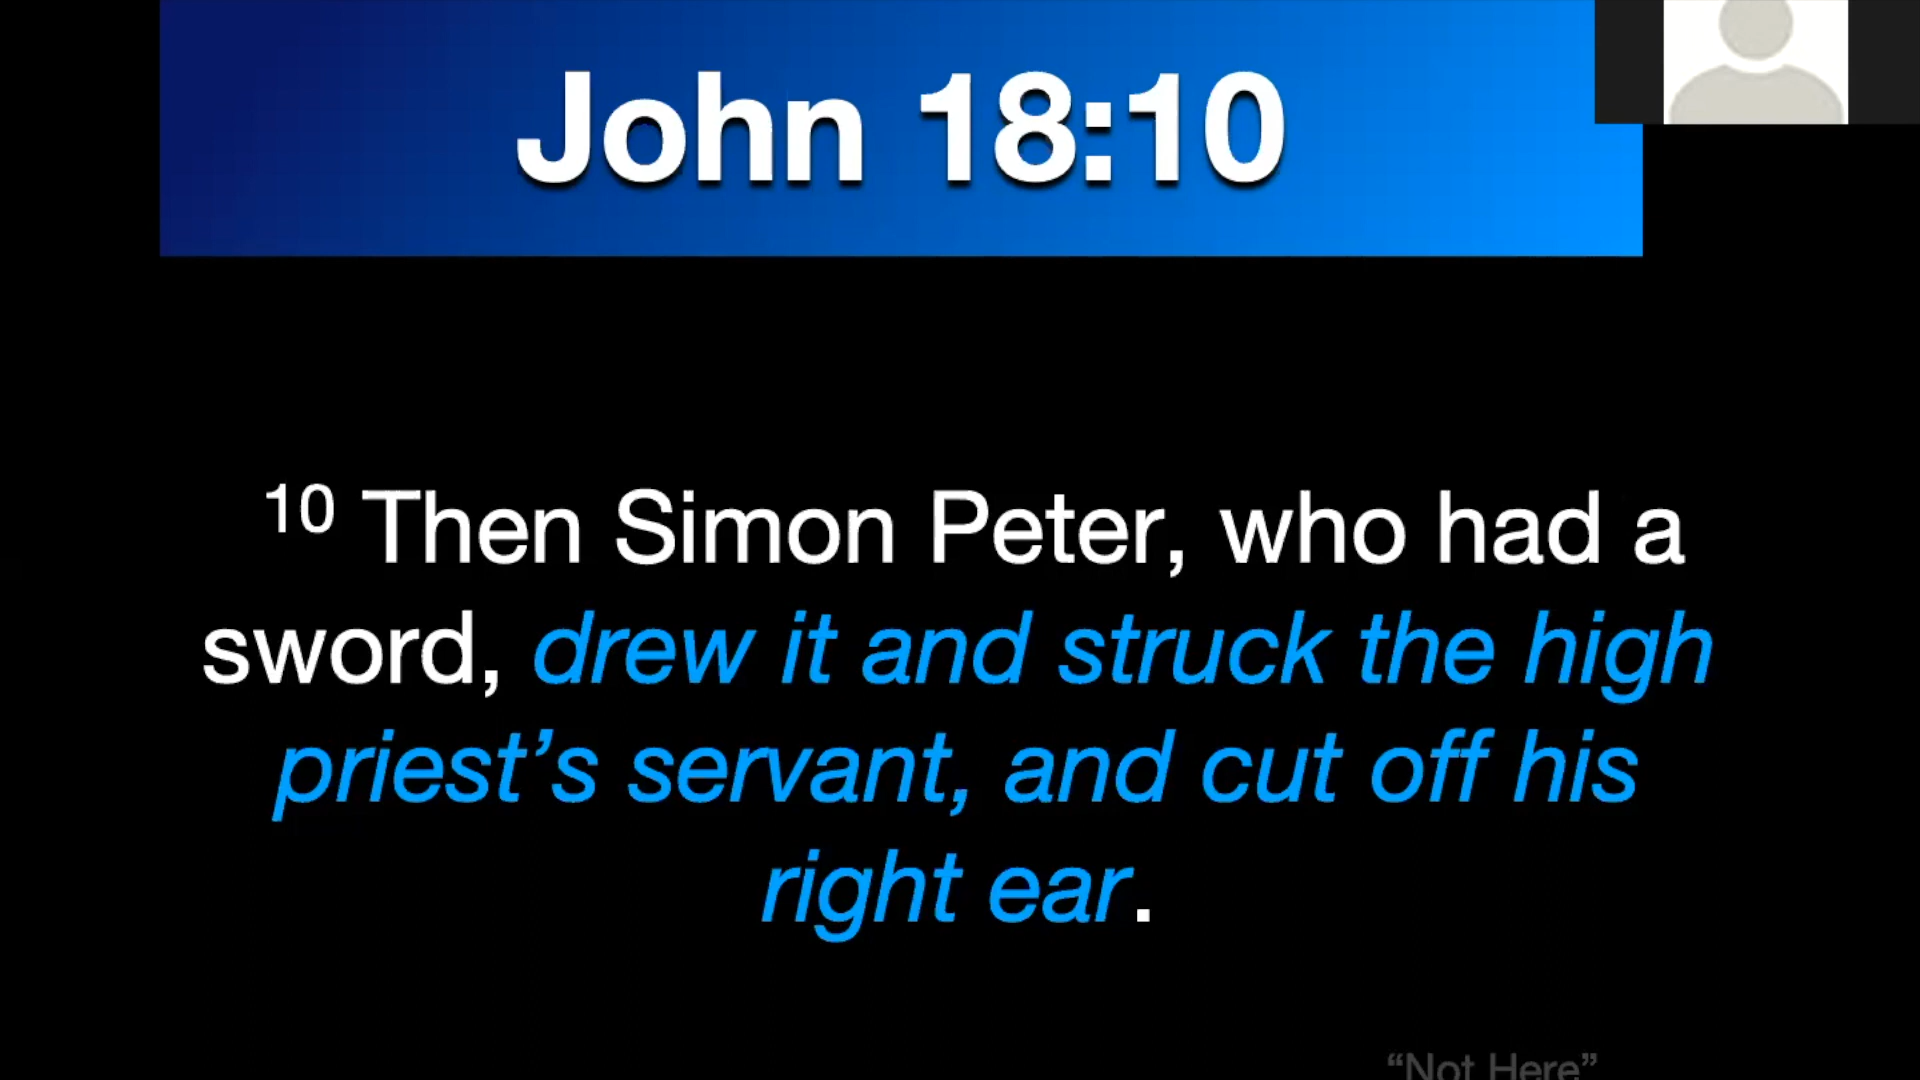 John 18:10
10 Then Simon Peter, who had a
sword, drew it and struck the high
priest’s servant, and cut off his
right ear.
“Not Here”